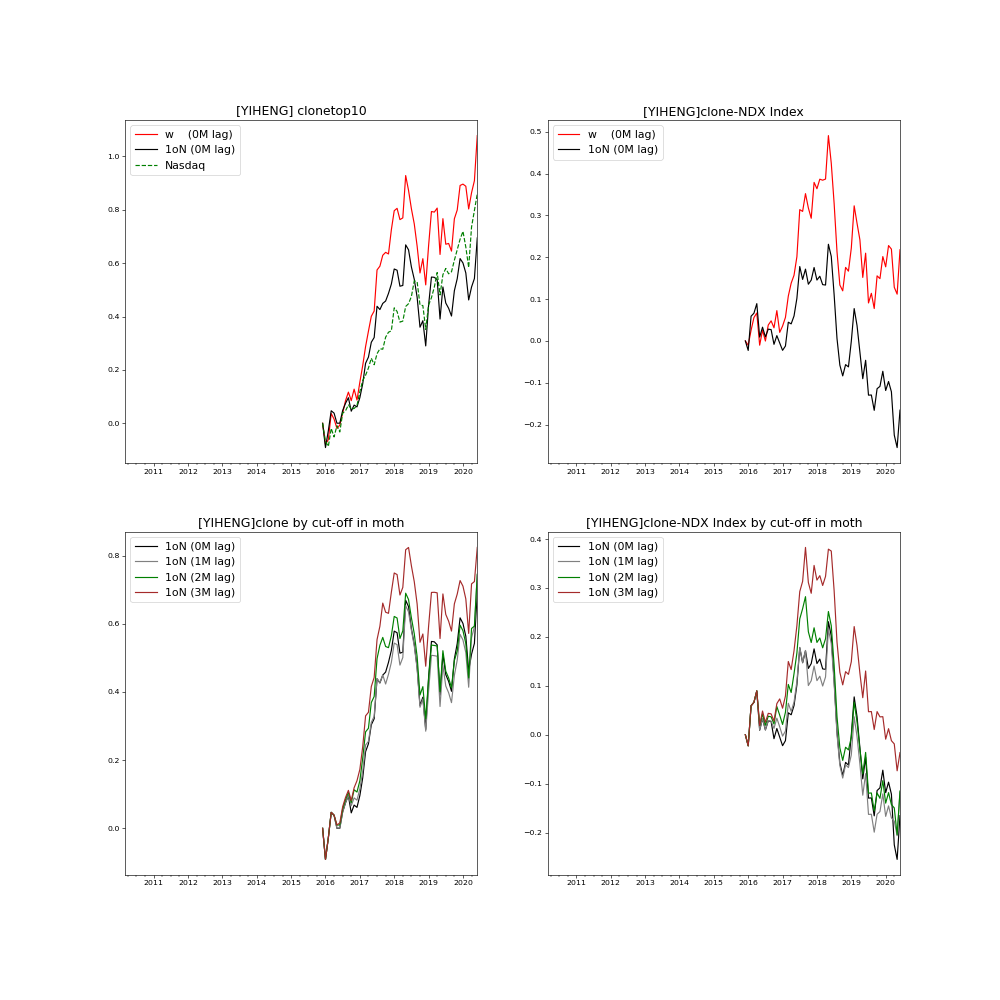 [YIHENG] clonetop10
w    (0M lag)
1oN (0M lag)
Nasdaq
1.0
0.8
0.6
0.4
0.2
0.0
2011 2012 2013 2014 2015 2016 2017 2018 2019 2020
[YIHENG]clone-NDX Index
w    (0M lag)
1oN (0M lag)
0.5
0.4
0.3
0.2
0.1
0.0
−0.1
−0.2
2011 2012 2013 2014 2015 2016 2017 2018 2019 2020
[YIHENG]clone by cut-off in moth
1oN (0M lag)
1oN (1M lag)
1oN (2M lag)
1oN (3M lag)
0.8
0.6
0.4
0.2
0.0
2011 2012 2013 2014 2015 2016 2017 2018 2019 2020
[YIHENG]clone-NDX Index by cut-off in moth
1oN (0M lag)
1oN (1M lag)
1oN (2M lag)
1oN (3M lag)
0.4
0.3
0.2
0.1
0.0
−0.1
−0.2
2011 2012 2013 2014 2015 2016 2017 2018 2019 2020